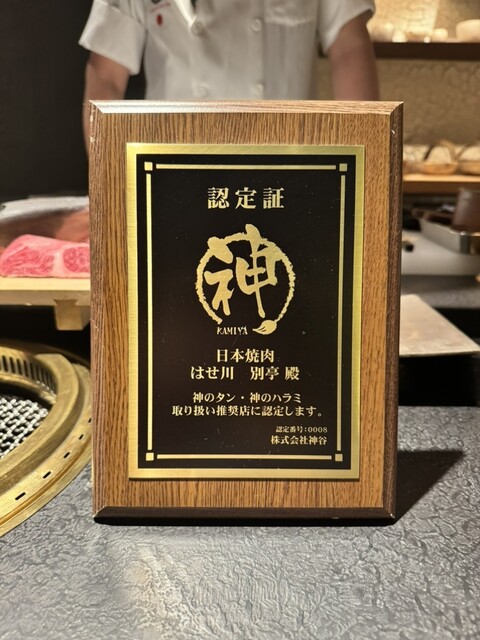 認定証
神
KAMIYA
日本焼肉
はせ川 別亭 殿
神のタン・神のハラミ
取り扱い推奨店に認定します。
認定番号:0008
株式会社神谷